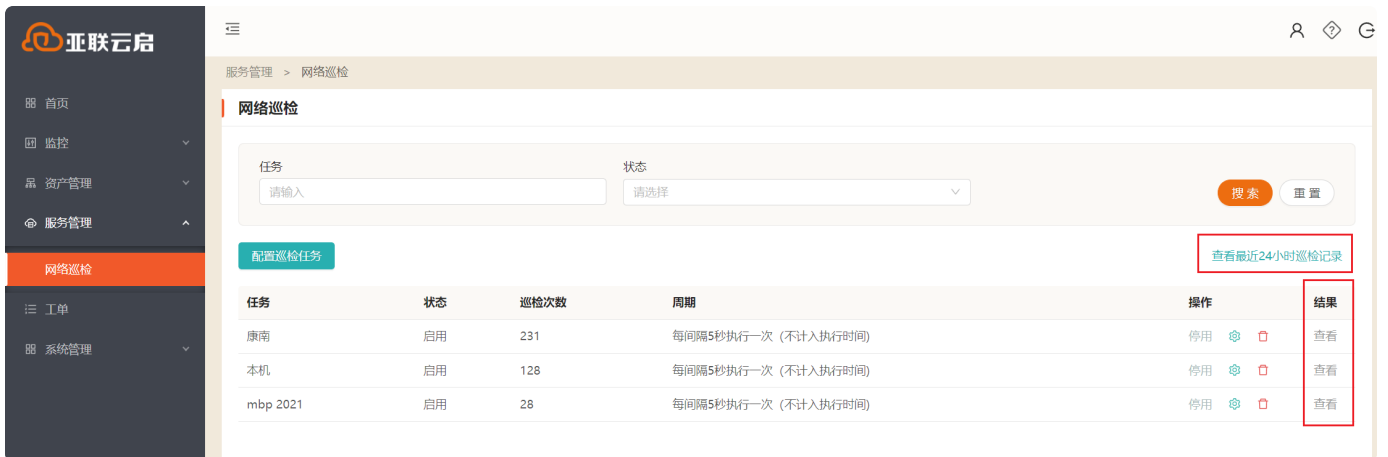 亚联云启
首页
监控
资产管理
服务管理
网络巡检
工单
系统管理
服务管理 > 网络巡检
网络巡检
任务 状态
请输入 请选择 搜索 重置
配置巡检任务 查看最近24小时巡检记录
任务 状态 巡检次数 周期 操作 结果
康南 启用 231 每间隔5秒执行一次（不计入执行时间） 停用 查看
本机 启用 128 每间隔5秒执行一次（不计入执行时间） 停用 查看
mbp 2021 启用 28 每间隔5秒执行一次（不计入执行时间） 停用 查看